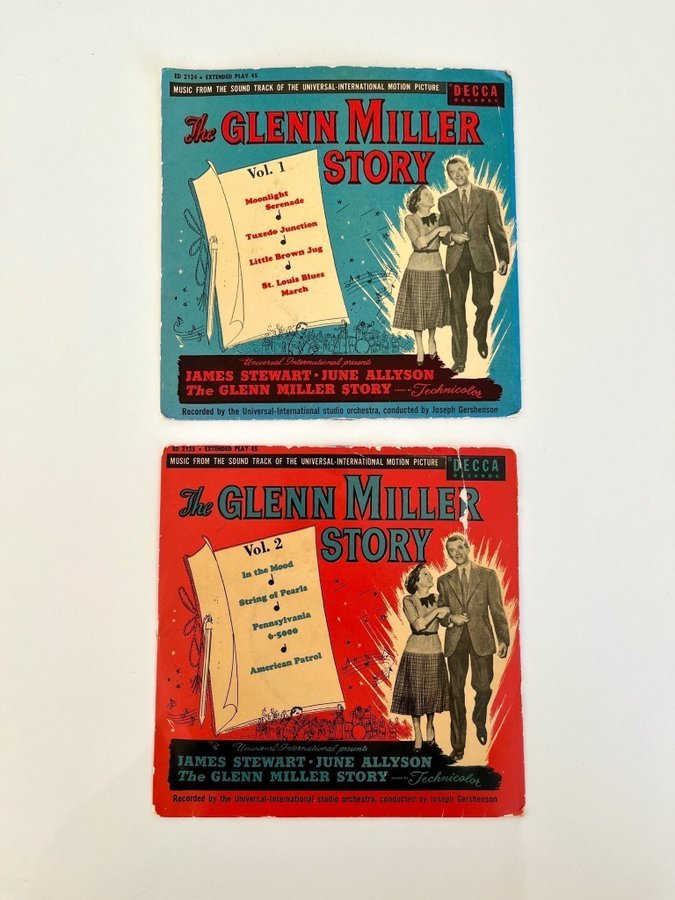 ED 2124 • EXTENDED PLAY 45
MUSIC FROM THE SOUND TRACK OF THE UNIVERSAL-INTERNATIONAL MOTION PICTURE
DECCA
RECORDS
The GLENN MILLER
STORY
Vol. 1
Moonlight
Serenade
Tuxedo Junction
Little Brown Jug
St. Louis Blues
March
Universal International presents
JAMES STEWART · JUNE ALLYSON
The GLENN MILLER STORY
Technicolor
Recorded by the Universal-International studio orchestra, conducted by Joseph Gershenson
ED 2125 • EXTENDED PLAY 45
MUSIC FROM THE SOUND TRACK OF THE UNIVERSAL-INTERNATIONAL MOTION PICTURE
DECCA
RECORDS
The GLENN MILLER
STORY
Vol. 2
In the Mood
String of Pearls
Pennsylvania
6-5000
American Patrol
Universal International presents
JAMES STEWART · JUNE ALLYSON
The GLENN MILLER STORY
Technicolor
Recorded by the Universal-International studio orchestra, conducted by Joseph Gershenson